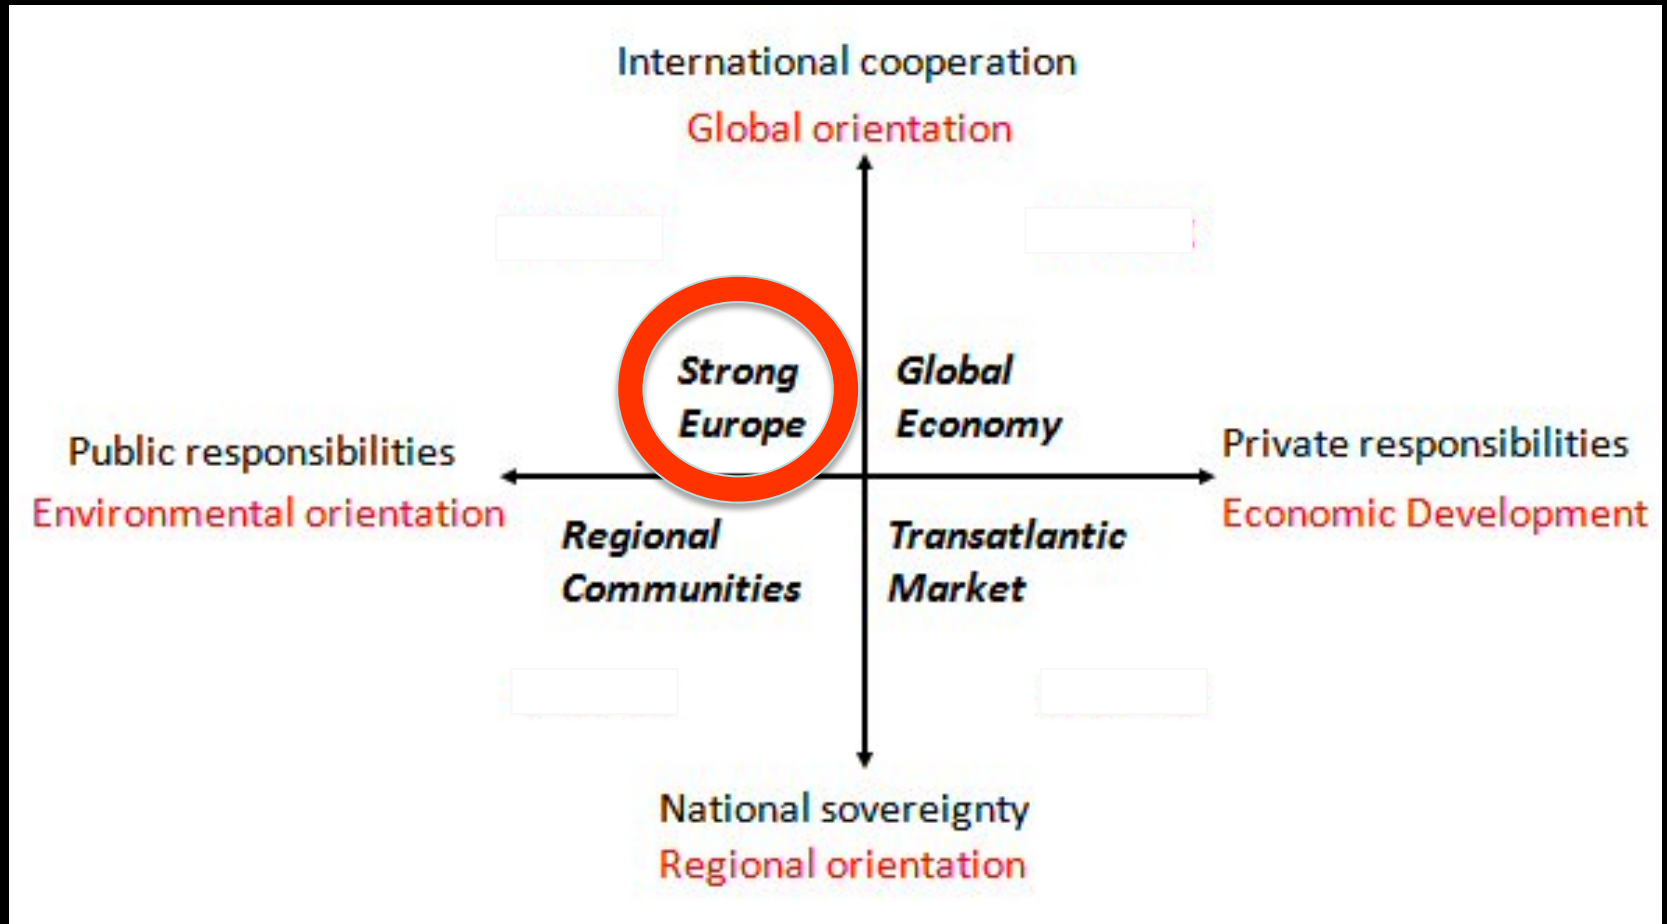 International cooperation
Global orientation
Strong
Europe
Global
Economy
Public responsibilities
Environmental orientation
Private responsibilities
Economic Development
Regional
Communities
Transatlantic
Market
National sovereignty
Regional orientation